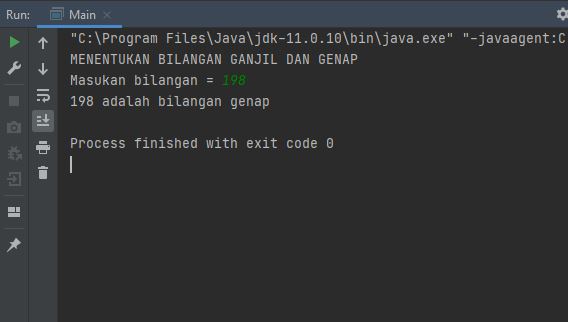 Run: Main
"C:\Program Files\Java\jdk-11.0.10\bin\java.exe" "-javaagent:C
MENENTUKAN BILANGAN GANJIL DAN GENAP
Masukan bilangan = 198
198 adalah bilangan genap
Process finished with exit code 0